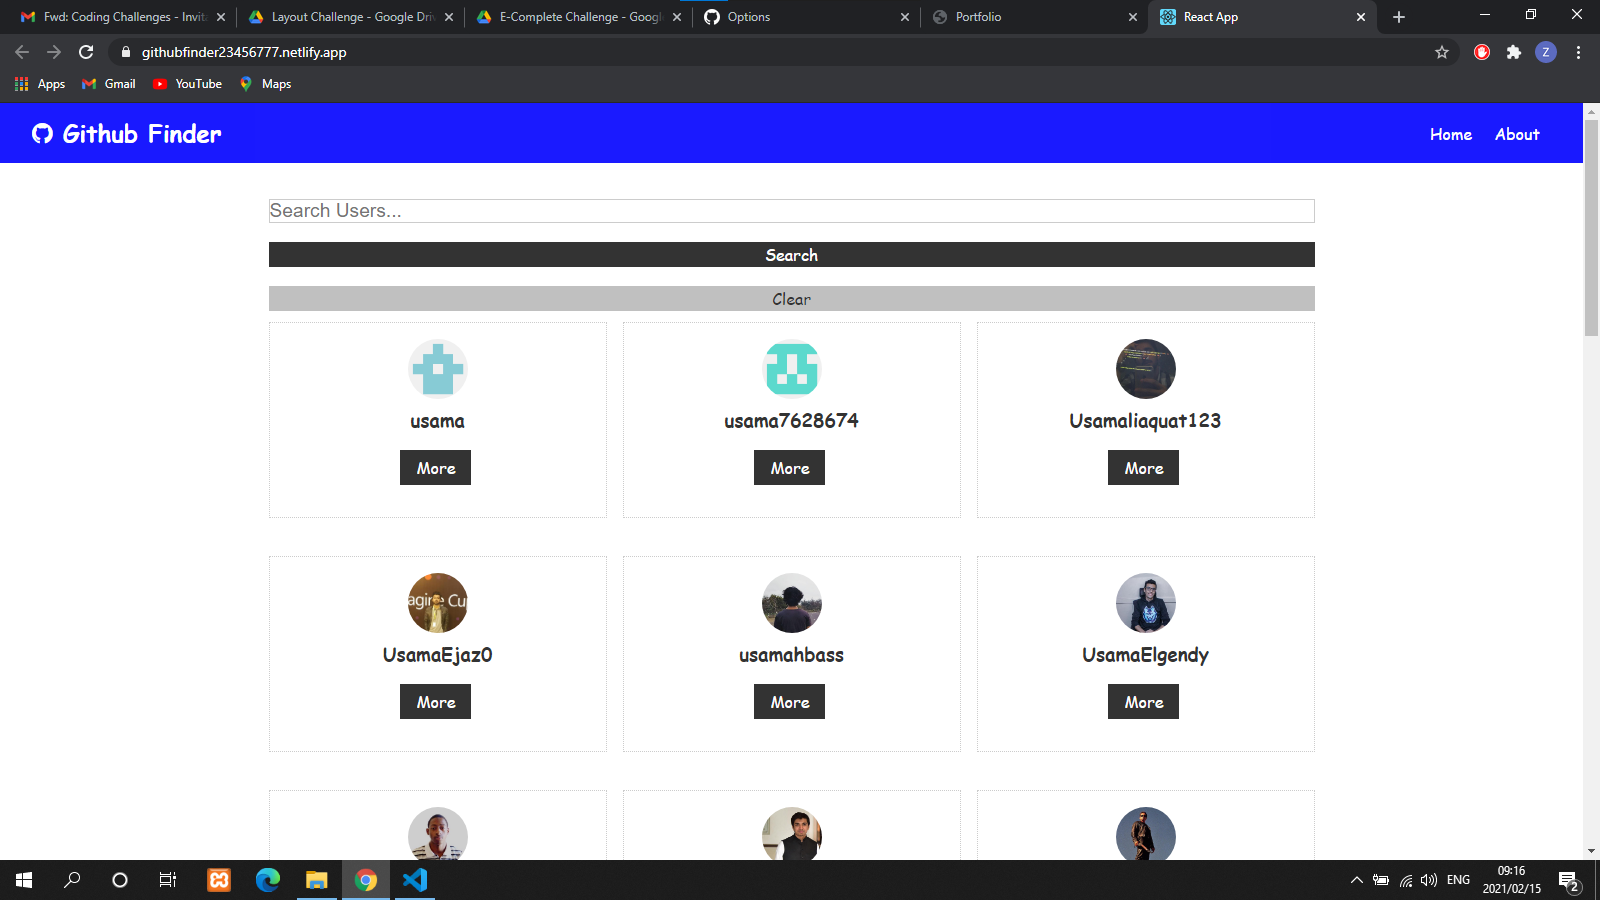 Fwd: Coding Challenges - Invit
Layout Challenge - Google Dri
E-Complete Challenge - Googl
Options
Portfolio
React App
githubfinder23456777.netlify.app
Z
Apps
Gmail
YouTube
Maps
Github Finder
Home
About
Search Users...
Search
Clear
usama
usama7628674
Usamaliaquat123
More
More
More
agine Cu
UsamaEjaz0
usamahbass
UsamaElgendy
More
More
More
ENG
09:16
2021/02/15
2